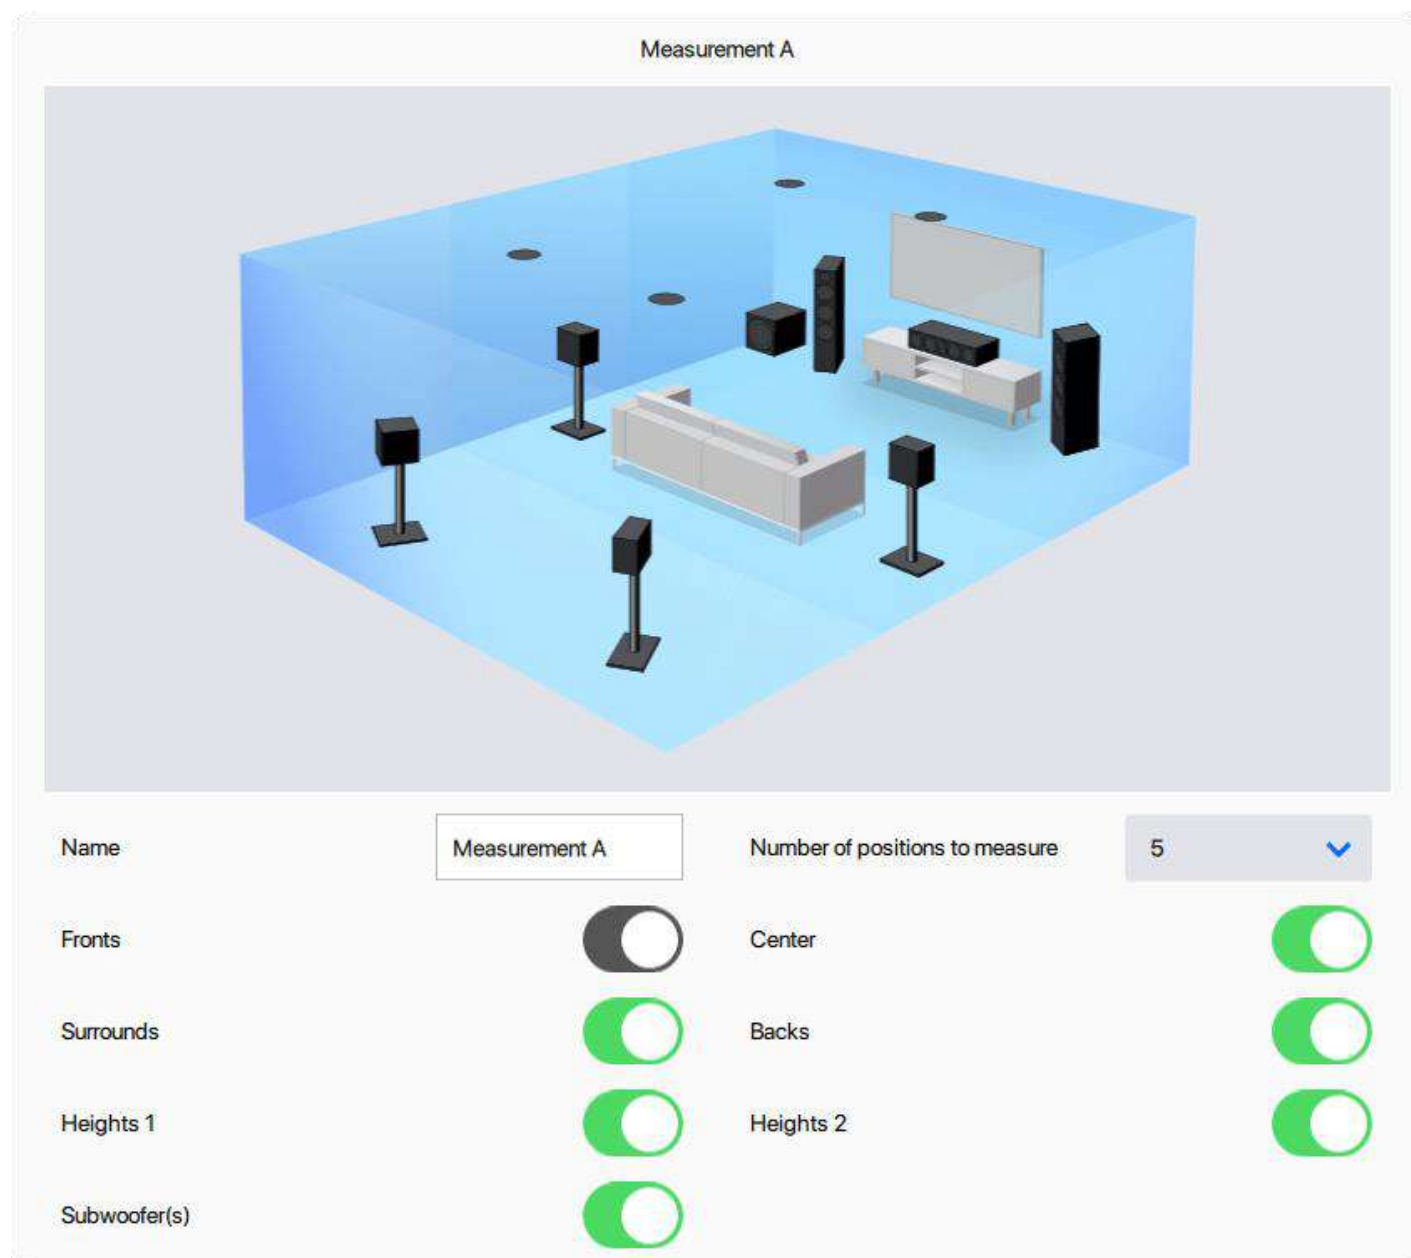 Measurement A
Name
Measurement A
Number of positions to measure
5
Fronts
Center
Surrounds
Backs
Heights 1
Heights 2
Subwoofer(s)